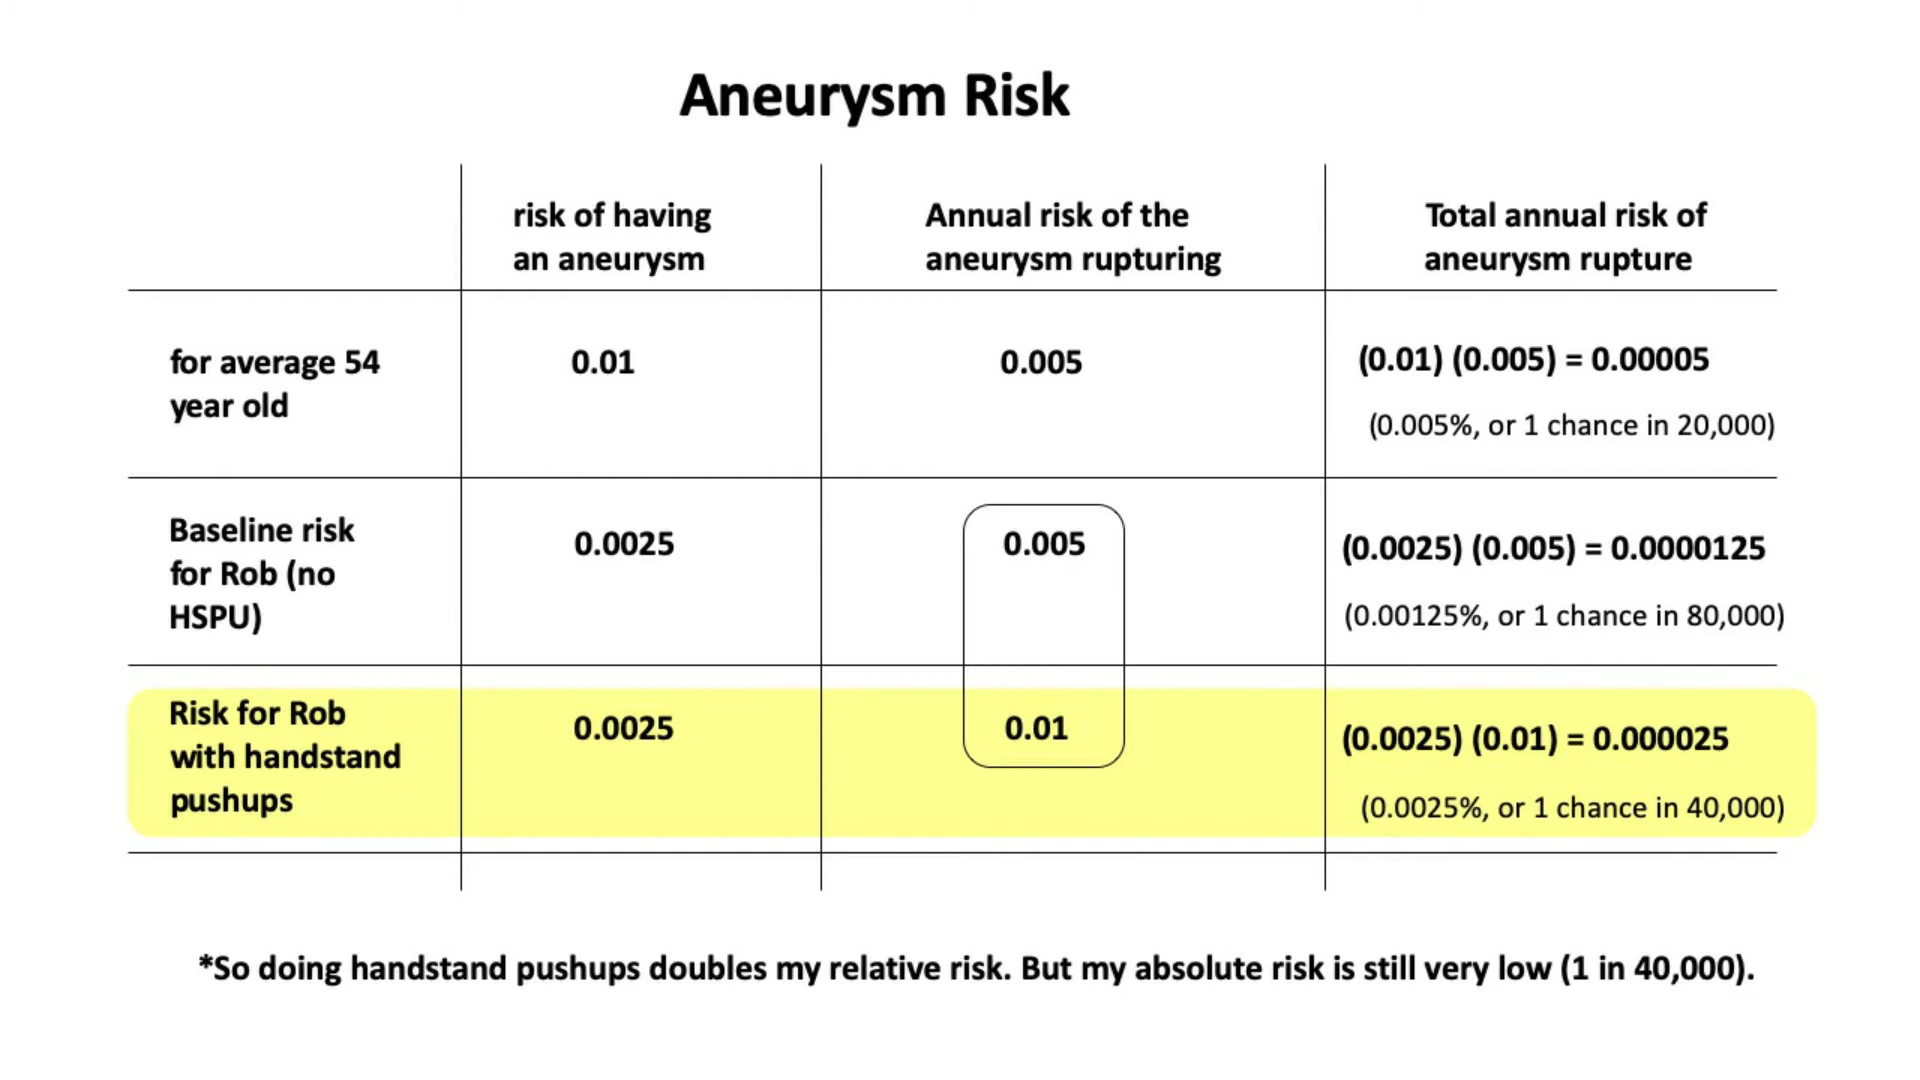 Aneurysm Risk
risk of having
an aneurysm
Annual risk of the
aneurysm rupturing
Total annual risk of
aneurysm rupture
for average 54
year old
0.01
0.005
(0.01) (0.005) = 0.00005
(0.005%, or 1 chance in 20,000)
Baseline risk
for Rob (no
HSPU)
0.0025
0.005
(0.0025) (0.005) = 0.0000125
(0.00125%, or 1 chance in 80,000)
Risk for Rob
with handstand
pushups
0.0025
0.01
(0.0025) (0.01) = 0.000025
(0.0025%, or 1 chance in 40,000)
*So doing handstand pushups doubles my relative risk. But my absolute risk is still very low (1 in 40,000).